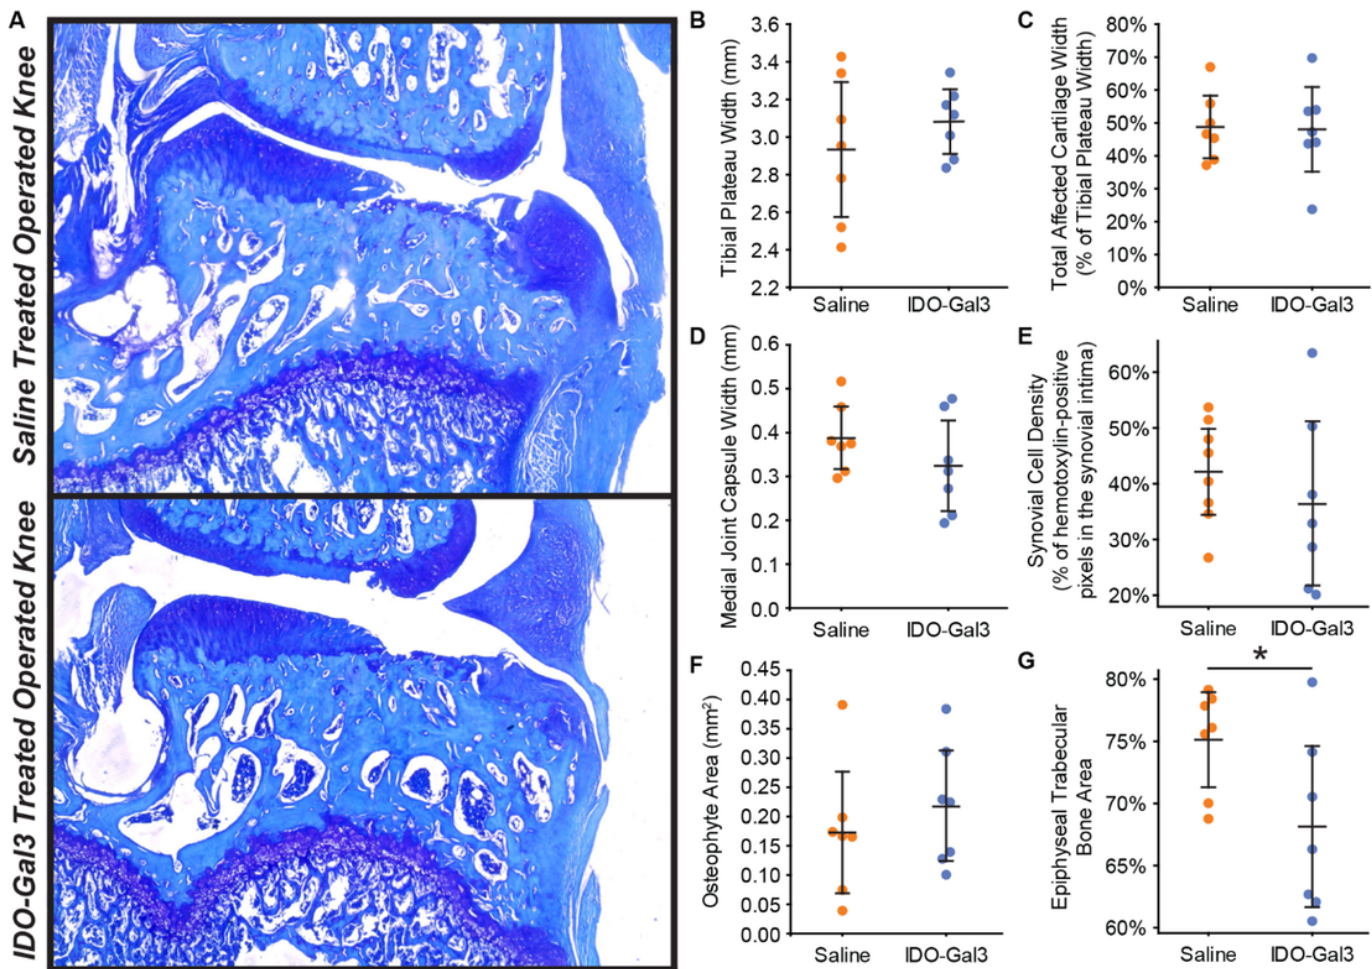 A
Saline Treated Operated Knee
IDO-Gal3 Treated Operated Knee
B
Tibial Plateau Width (mm)
3.6
3.4
3.2
3.0
2.8
2.6
2.4
2.2
Saline
IDO-Gal3
C
Total Affected Cartilage Width
(% of Tibial Plateau Width)
80%
70%
60%
50%
40%
30%
20%
10%
0%
Saline
IDO-Gal3
D
Medial Joint Capsule Width (mm)
0.6
0.5
0.4
0.3
0.2
0.1
0.0
Saline
IDO-Gal3
E
Synovial Cell Density
(% of hemotoxylin-postive
pixels in the synovial intima)
60%
50%
40%
30%
20%
Saline
IDO-Gal3
F
Osteophyte Area (mm²)
0.45
0.40
0.35
0.30
0.25
0.20
0.15
0.10
0.05
0.00
Saline
IDO-Gal3
G
Epiphyseal Trabecular
Bone Area
80%
75%
70%
65%
60%
*
Saline
IDO-Gal3